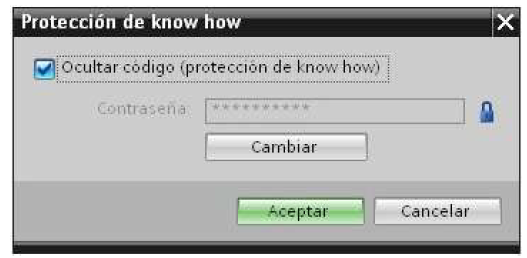 Protección de know how
Ocultar código (protección de know how)
Contraseña **********
Cambiar
Aceptar Cancelar